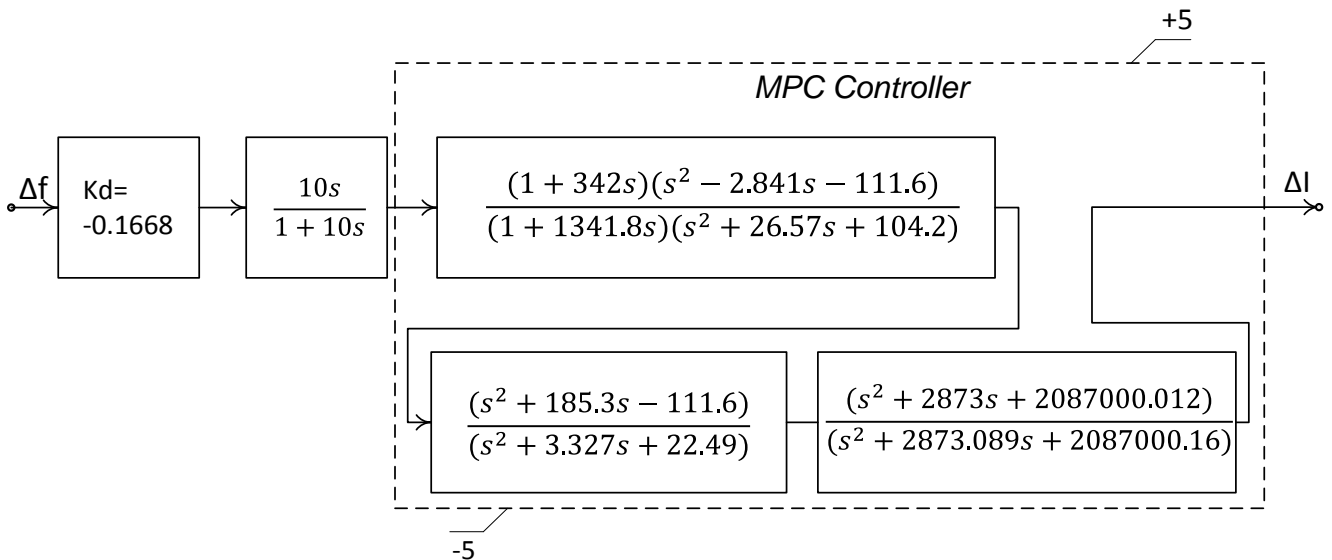 +5
MPC Controller
Δf
Kd=
-0.1668
10s
1 + 10s
(1 + 342s)(s² − 2.841s − 111.6)
(1 + 1341.8s)(s² + 26.57s + 104.2)
ΔI
(s² + 185.3s − 111.6)
(s² + 3.327s + 22.49)
(s² + 2873s + 2087000.012)
(s² + 2873.089s + 2087000.16)
-5